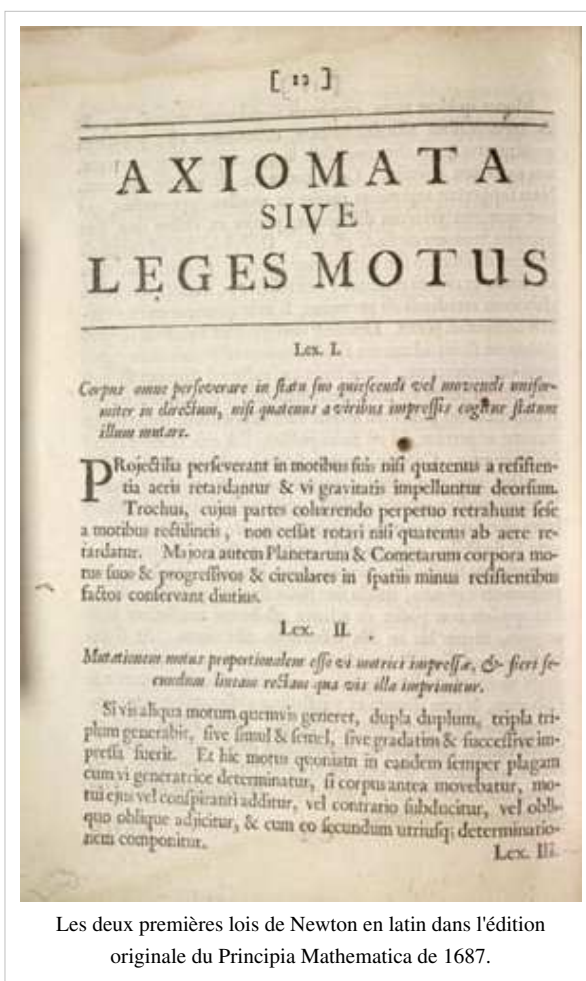 [ 12 ]
AXIOMATA
SIVE
LEGES MOTUS
Lex. I.
Corpus omne perseverare in statu suo quiescendi vel movendi unifor-
miter in directum, nisi quatenus a viribus impressis cogitur statum
illum mutare.
PRojectilia perseverant in motibus suis nisi quatenus a resisten-
tia aeris retardantur & vi gravitatis impelluntur deorsum.
Trochus, cujus partes cohærendo perpetuo retrahunt sese
a motibus rectilineis, non cessat rotari nisi quatenus ab aere re-
tardatur. Majora autem Planetarum & Cometarum corpora mo-
tus suos & progressivos & circulares in spatiis minus resistentibus
factos conservant diutius.
Lex. II.
Mutationem motus proportionalem esse vi motrici impressæ, & fieri se-
cundum lineam rectam qua vis illa imprimitur.
Si vis aliqua motum quemvis generet, dupla duplum, tripla tri-
plum generabit, sive simul & semel, sive gradatim & successive im-
pressa fuerit. Et hic motus quoniam in eandem semper plagam
cum vi generatrice determinatur, si corpus antea movebatur, mo-
tui ejus vel conspiranti additur, vel contrario subducitur, vel obli-
quo oblique adjicitur, & cum eo secundum utriusq; determinatio-
nem componitur.
Lex. III.
Les deux premières lois de Newton en latin dans l'édition
originale du Principia Mathematica de 1687.